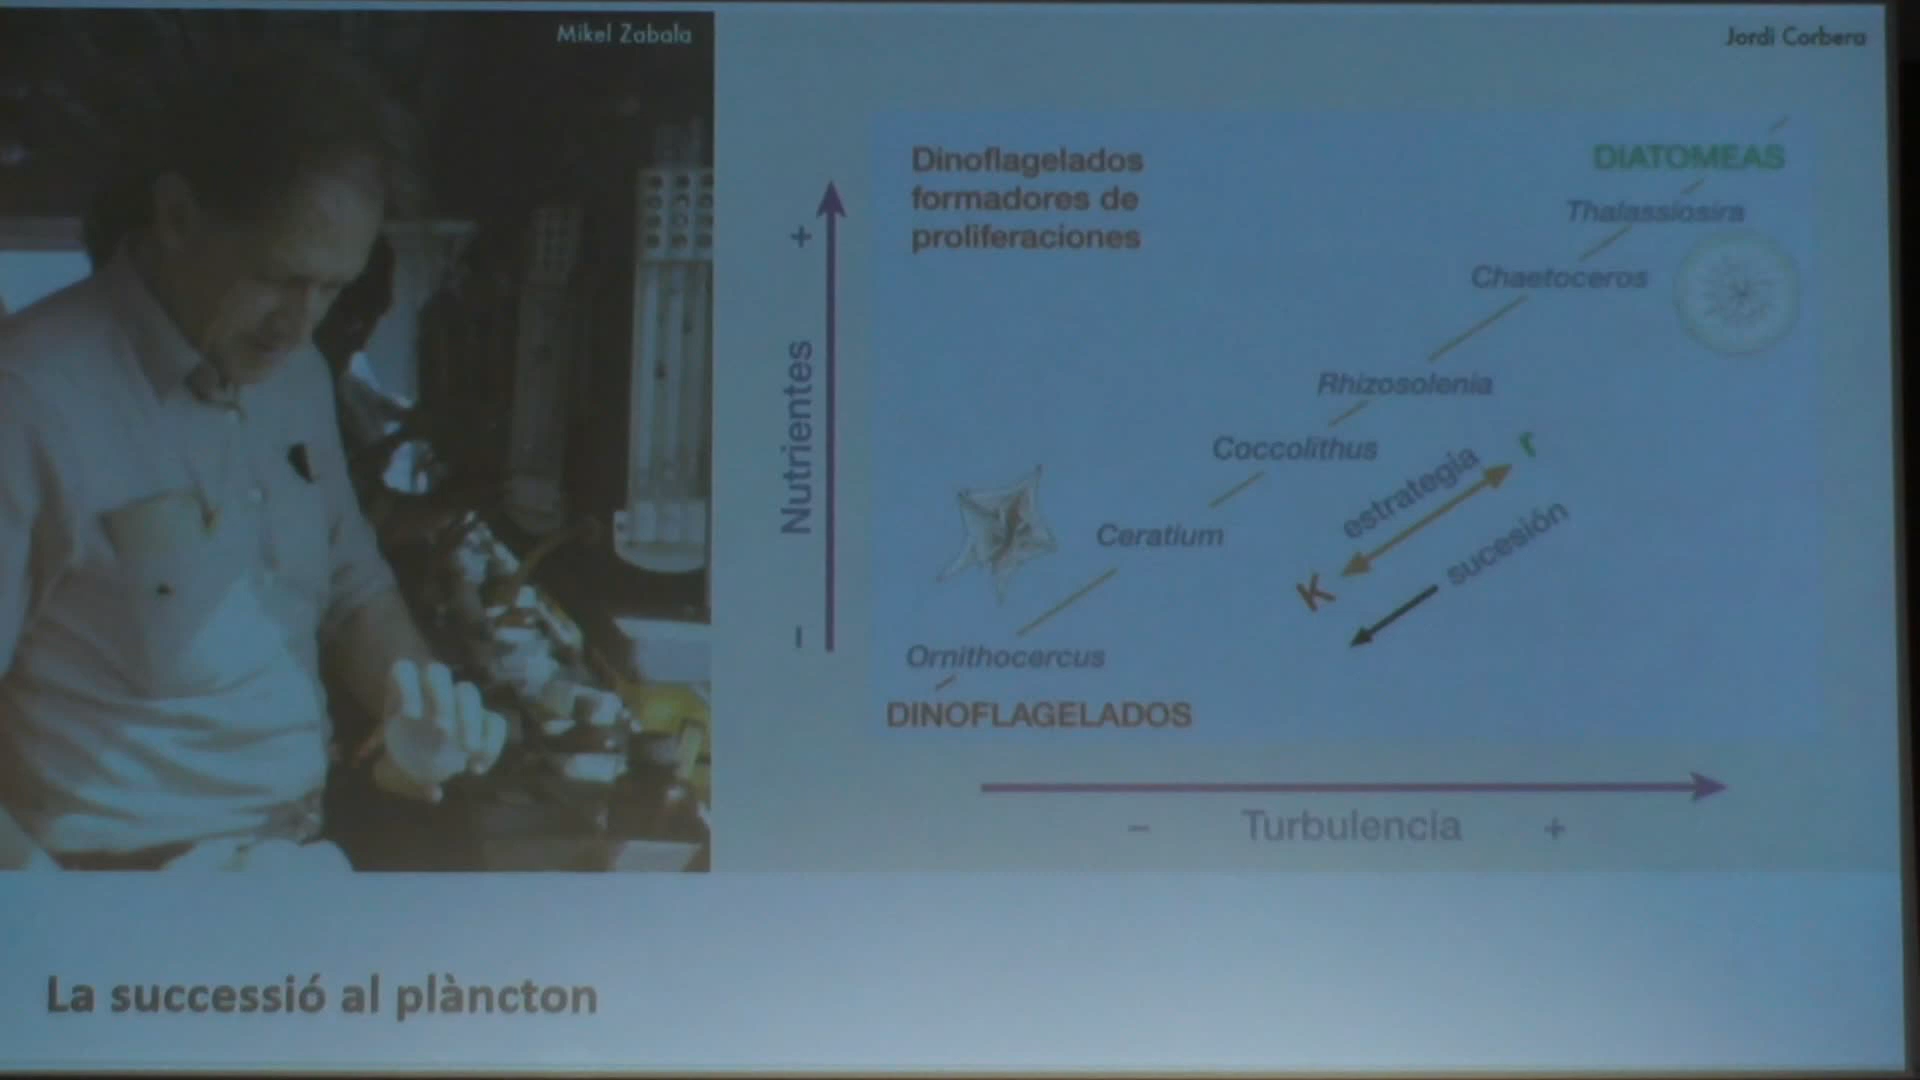 Mikel Zabala
Jordi Corbera
Dinoflagelados
formadores de
proliferaciones
DIATOMEAS
Thalassiosira
Chaetoceros
Rhizosolenia
Coccolithus
Ceratium
Ornithocercus
DINOFLAGELADOS
estrategia
r
K
sucesión
+
Nutrientes
–
– Turbulencia +
La successió al plàncton